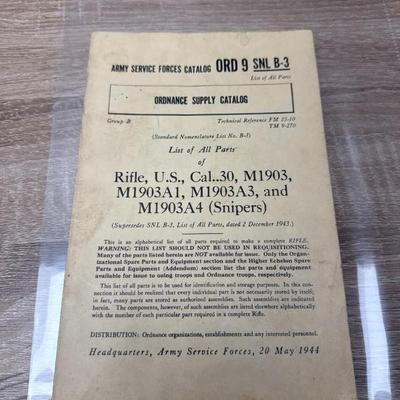 ARMY SERVICE FORCES CATALOG ORD 9 SNL B-3
List of All Parts
ORDNANCE SUPPLY CATALOG
Group B Technical Reference FM 23-10
TM 9-270
(Standard Nomenclature List No. B-3)
List of All Parts
of
Rifle, U.S., Cal..30, M1903,
M1903A1, M1903A3, and
M1903A4 (Snipers)
(Supersedes SNL B-3, List of All Parts, dated 2 December 1943.)
This is an alphabetical list of all parts required to make a complete RIFLE.
WARNING: THIS LIST SHOULD NOT BE USED IN REQUISITIONING.
Many of the parts listed herein are NOT available for issue. Only the Organ-
izational Spare Parts and Equipment section and the Higher Echelon Spare
Parts and Equipment (Addendum) section list the parts and equipment
available for issue to using troops and Ordnance troops, respectively.
This list of all parts is to be used for identification and storage purposes. In this con-
nection it should be realized that every individual part is not necessarily stored by itself;
in fact, many parts are stored as authorized assemblies. Such assemblies are indicated
herein. The components, however, of such assemblies are listed elsewhere alphabetically
with the number of each particular part required in a complete Rifle.
DISTRIBUTION: Ordnance organizations, establishments and any interested personnel.
Headquarters, Army Service Forces, 20 May 1944